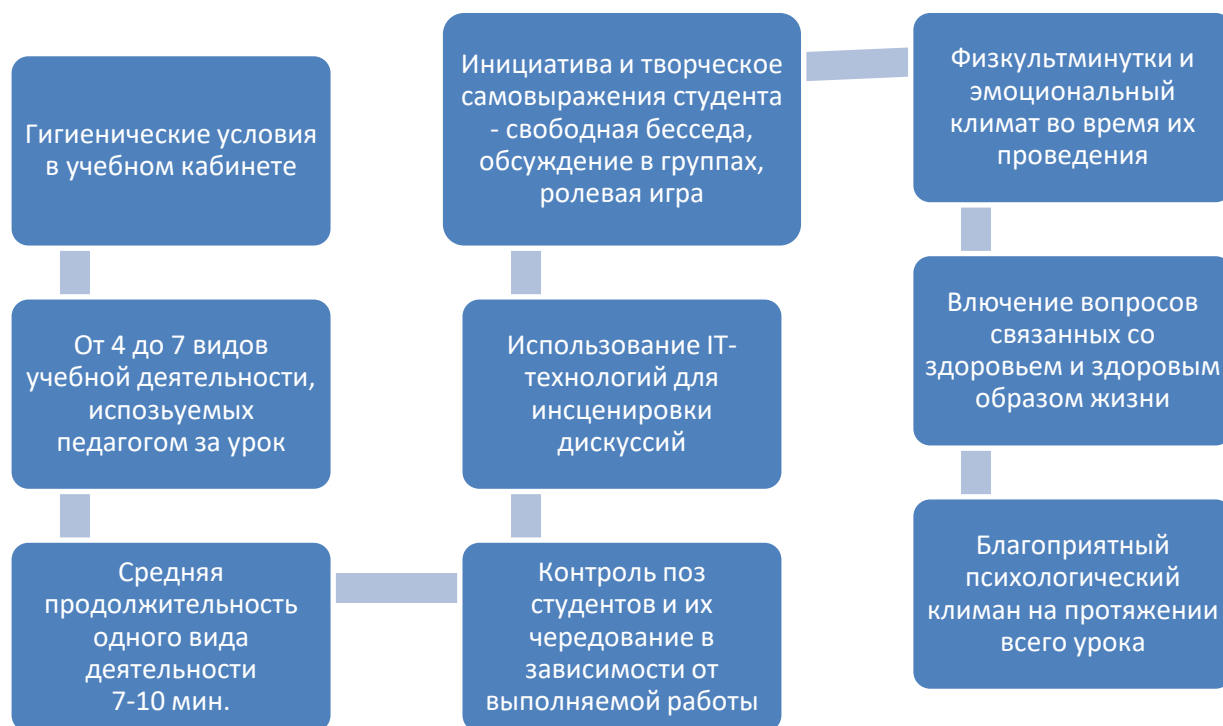 Гигиенические условия
в учебном кабинете
От 4 до 7 видов
учебной деятельности,
испозьуемых
педагогом за урок
Средняя
продолжительность
одного вида
деятельности
7-10 мин.
Контроль поз
студентов и их
чередование в
зависимости от
выполняемой работы
Использование IT-
технологий для
инсценировки
дискуссий
Инициатива и творческое
самовыражения студента
- свободная бесседа,
обсуждение в группах,
ролевая игра
Физкультминутки и
эмоциональный
климат во время их
проведения
Влючение вопросов
связанных со
здоровьем и здоровым
образом жизни
Благоприятный
психологический
климан на протяжении
всего урока